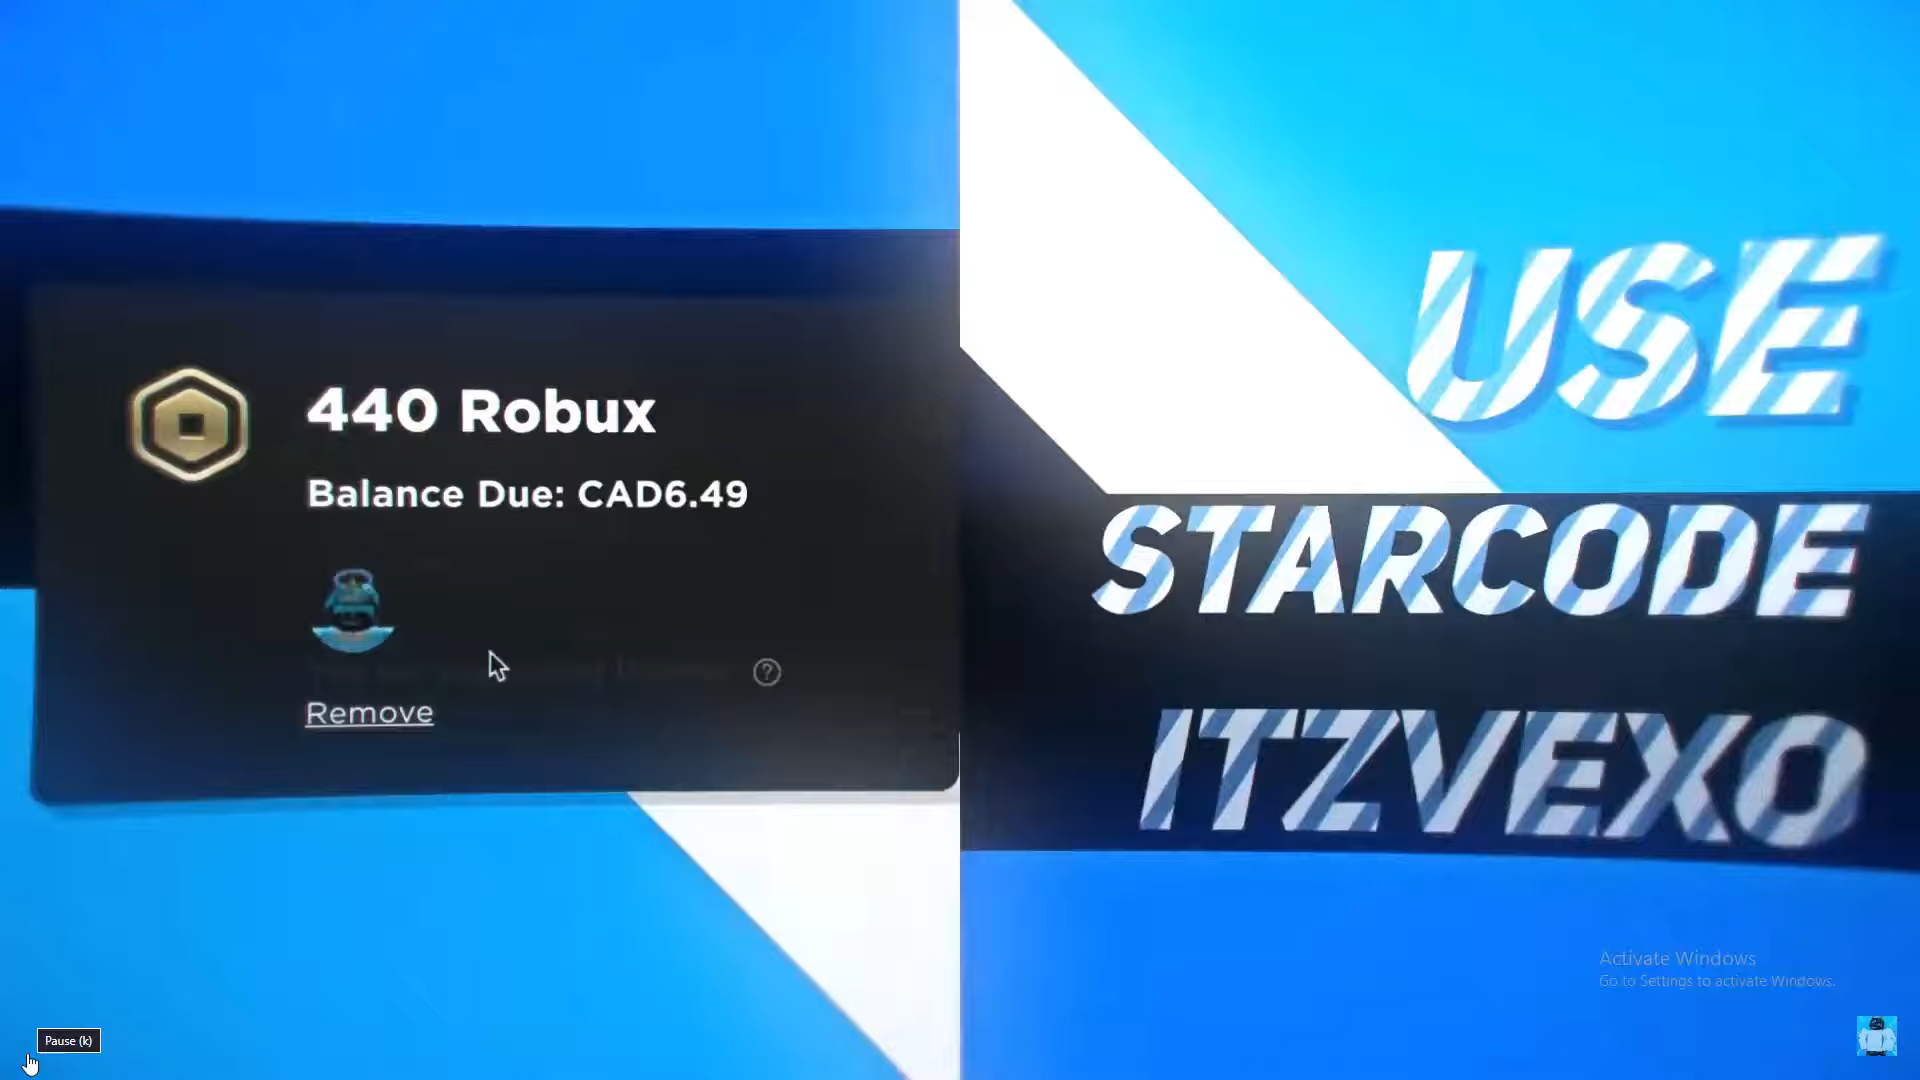 440 Robux
Balance Due: CAD6.49
Remove
USE
STARCODE
ITZVEXO
Activate Windows
Go to Settings to activate Windows.
Pause (k)